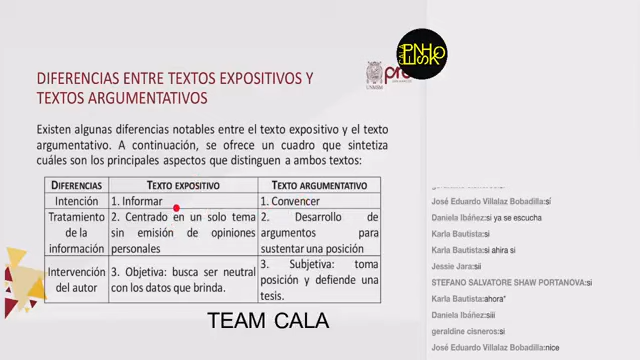 DIFERENCIAS ENTRE TEXTOS EXPOSITIVOS Y
TEXTOS ARGUMENTATIVOS
Existen algunas diferencias notables entre el texto expositivo y el texto
argumentativo. A continuación, se ofrece un cuadro que sintetiza
cuáles son los principales aspectos que distinguen a ambos textos:
DIFERENCIAS TEXTO EXPOSITIVO TEXTO ARGUMENTATIVO
Intención 1. Informar 1. Convencer
Tratamiento de la información 2. Centrado en un solo tema sin emisión de opiniones personales 2. Desarrollo de argumentos para sustentar una posición
Intervención del autor 3. Objetiva: busca ser neutral con los datos que brinda. 3. Subjetiva: toma posición y defiende una tesis.
TEAM CALA
José Eduardo Villalaz Bobadilla:sí
Daniela Ibáñez:si ya se escucha
Karla Bautista:si
Karla Bautista:si ahira si
Jessie Jara:sii
STEFANO SALVATORE SHAW PORTANOVA:si
Karla Bautista:ahora*
Daniela Ibáñez:siii
geraldine cisneros:si
José Eduardo Villalaz Bobadilla:nice